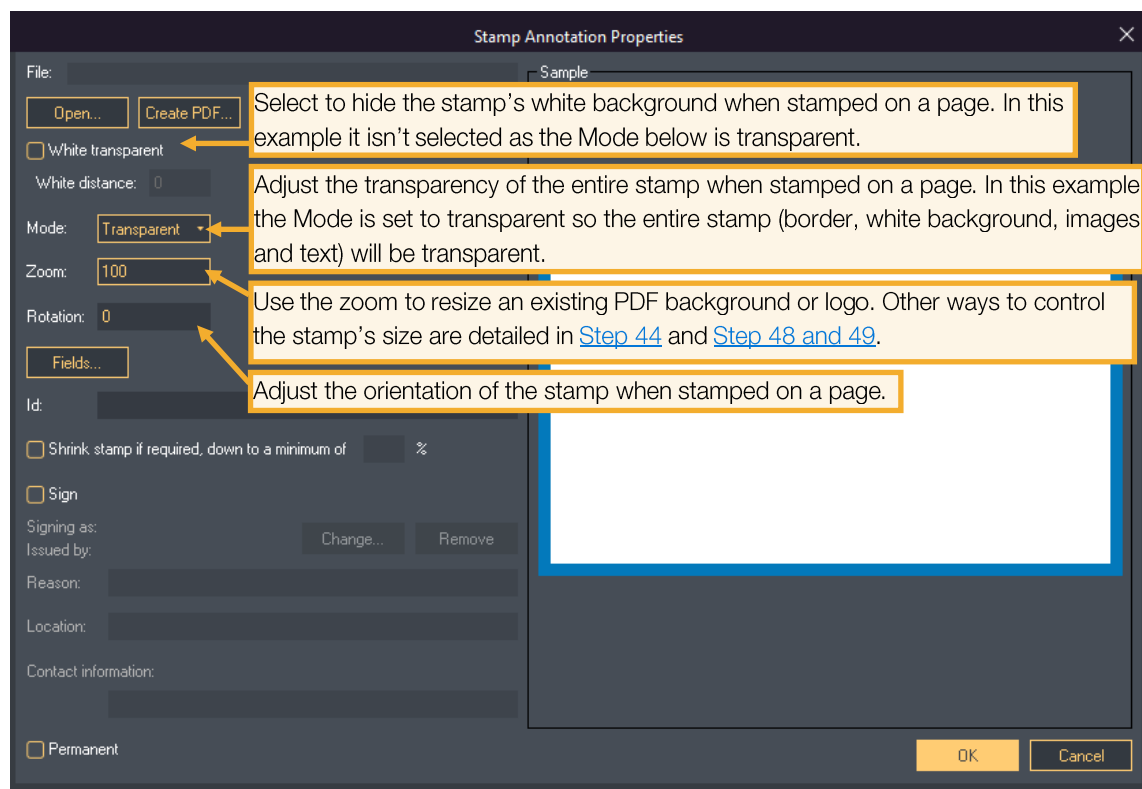 Stamp Annotation Properties
File:
Sample
Open...
Create PDF...
Select to hide the stamp’s white background when stamped on a page. In this
example it isn’t selected as the Mode below is transparent.
White transparent
White distance: 0
Adjust the transparency of the entire stamp when stamped on a page. In this example
the Mode is set to transparent so the entire stamp (border, white background, images
and text) will be transparent.
Mode: Transparent
Zoom: 100
Use the zoom to resize an existing PDF background or logo. Other ways to control
the stamp’s size are detailed in Step 44 and Step 48 and 49.
Rotation: 0
Fields...
Adjust the orientation of the stamp when stamped on a page.
Id:
Shrink stamp if required, down to a minimum of %
Sign
Signing as:
Issued by:
Change...
Remove
Reason:
Location:
Contact information:
Permanent
OK
Cancel